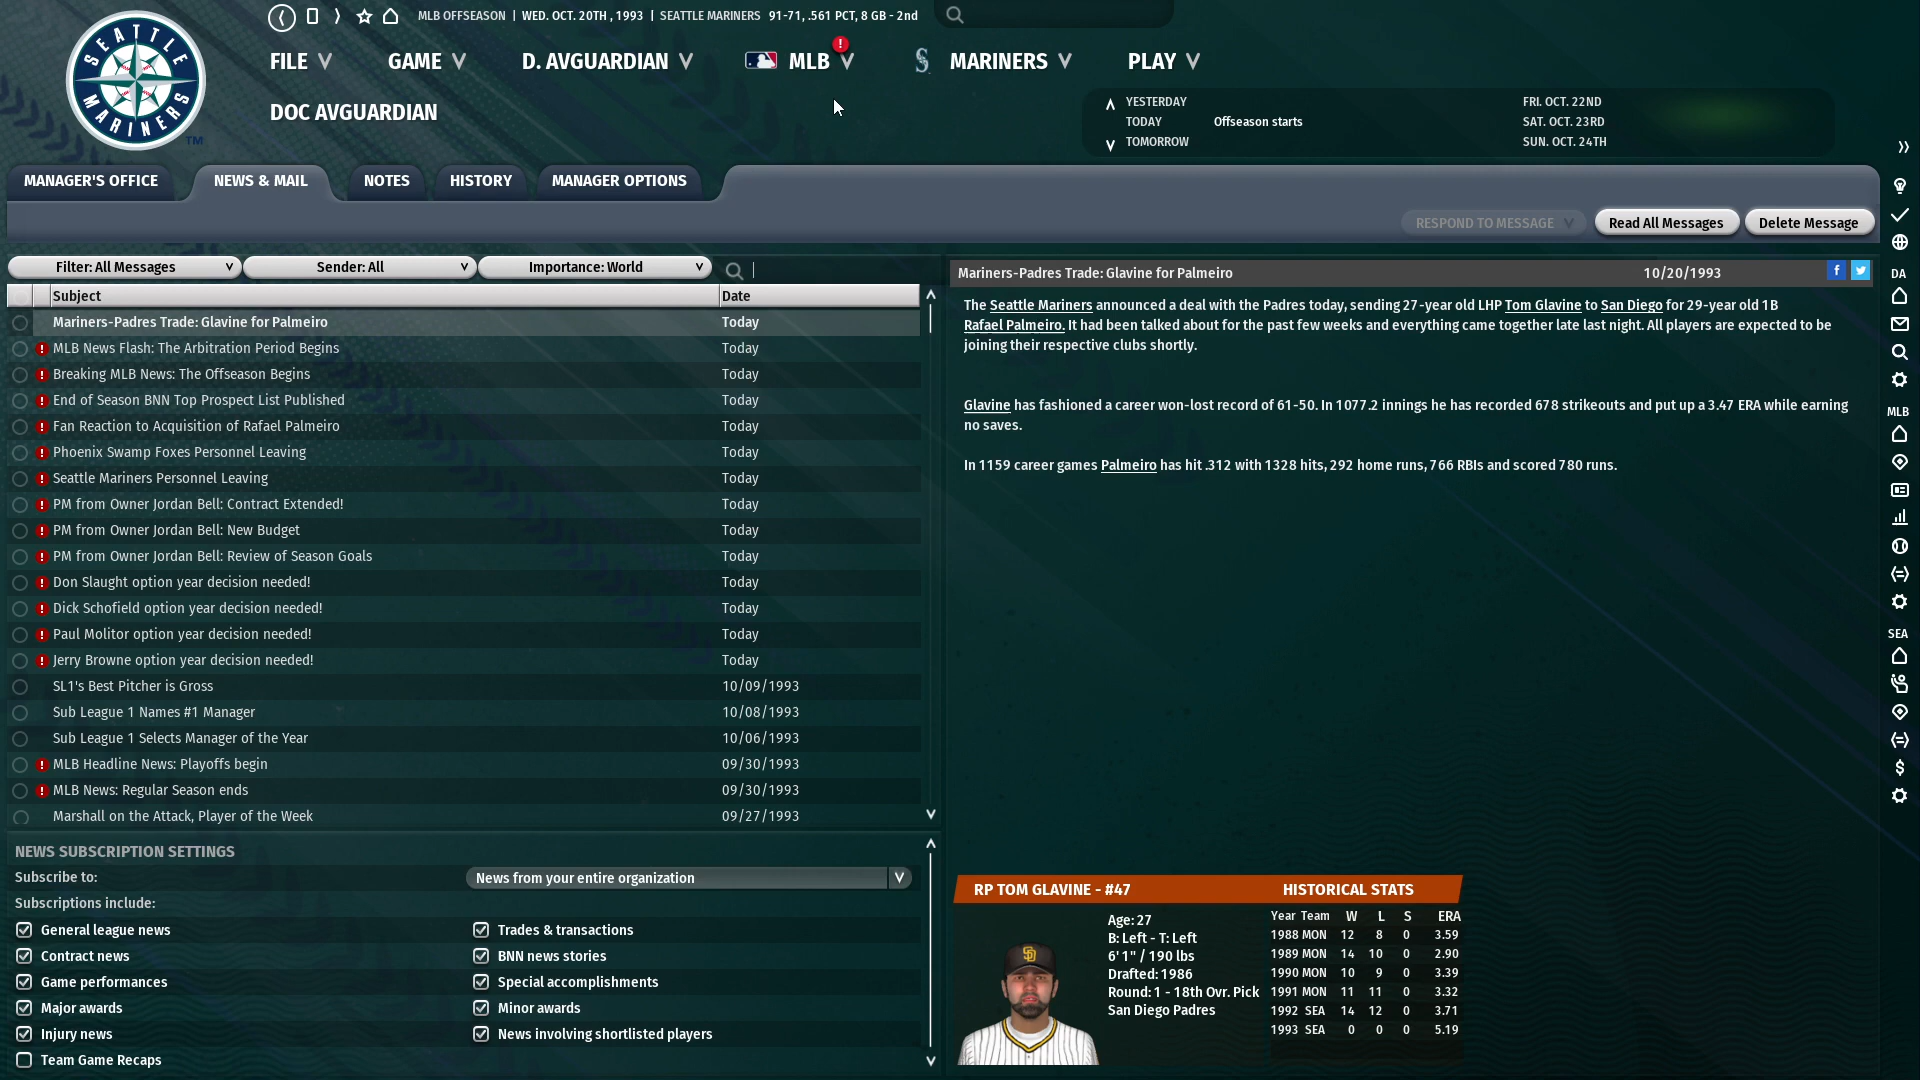 MLB OFFSEASON | WED. OCT. 20TH , 1993 | SEATTLE MARINERS 91-71, .561 PCT, 8 GB - 2nd
SEATTLE MARINERS TM
FILE GAME D. AVGUARDIAN MLB ! MARINERS PLAY
DOC AVGUARDIAN
YESTERDAY FRI. OCT. 22ND
TODAY Offseason starts SAT. OCT. 23RD
TOMORROW SUN. OCT. 24TH
MANAGER'S OFFICE NEWS & MAIL NOTES HISTORY MANAGER OPTIONS
RESPOND TO MESSAGE Read All Messages Delete Message
Filter: All Messages Sender: All Importance: World
Subject Date
Mariners-Padres Trade: Glavine for Palmeiro Today
! MLB News Flash: The Arbitration Period Begins Today
! Breaking MLB News: The Offseason Begins Today
! End of Season BNN Top Prospect List Published Today
! Fan Reaction to Acquisition of Rafael Palmeiro Today
! Phoenix Swamp Foxes Personnel Leaving Today
! Seattle Mariners Personnel Leaving Today
! PM from Owner Jordan Bell: Contract Extended! Today
! PM from Owner Jordan Bell: New Budget Today
! PM from Owner Jordan Bell: Review of Season Goals Today
! Don Slaught option year decision needed! Today
! Dick Schofield option year decision needed! Today
! Paul Molitor option year decision needed! Today
! Jerry Browne option year decision needed! Today
SL1's Best Pitcher is Gross 10/09/1993
Sub League 1 Names #1 Manager 10/08/1993
Sub League 1 Selects Manager of the Year 10/06/1993
! MLB Headline News: Playoffs begin 09/30/1993
! MLB News: Regular Season ends 09/30/1993
Marshall on the Attack, Player of the Week 09/27/1993
NEWS SUBSCRIPTION SETTINGS
Subscribe to: News from your entire organization
Subscriptions include:
General league news Trades & transactions
Contract news BNN news stories
Game performances Special accomplishments
Major awards Minor awards
Injury news News involving shortlisted players
Team Game Recaps
Mariners-Padres Trade: Glavine for Palmeiro 10/20/1993
The Seattle Mariners announced a deal with the Padres today, sending 27-year old LHP Tom Glavine to San Diego for 29-year old 1B
Rafael Palmeiro. It had been talked about for the past few weeks and everything came together late last night. All players are expected to be
joining their respective clubs shortly.
Glavine has fashioned a career won-lost record of 61-50. In 1077.2 innings he has recorded 678 strikeouts and put up a 3.47 ERA while earning
no saves.
In 1159 career games Palmeiro has hit .312 with 1328 hits, 292 home runs, 766 RBIs and scored 780 runs.
RP TOM GLAVINE - #47 HISTORICAL STATS
Age: 27
B: Left - T: Left
6' 1" / 190 lbs
Drafted: 1986
Round: 1 - 18th Ovr. Pick
San Diego Padres
Year Team W L S ERA
1988 MON 12 8 0 3.59
1989 MON 14 10 0 2.90
1990 MON 10 9 0 3.39
1991 MON 11 11 0 3.32
1992 SEA 14 12 0 3.71
1993 SEA 0 0 0 5.19
DA
MLB
SEA